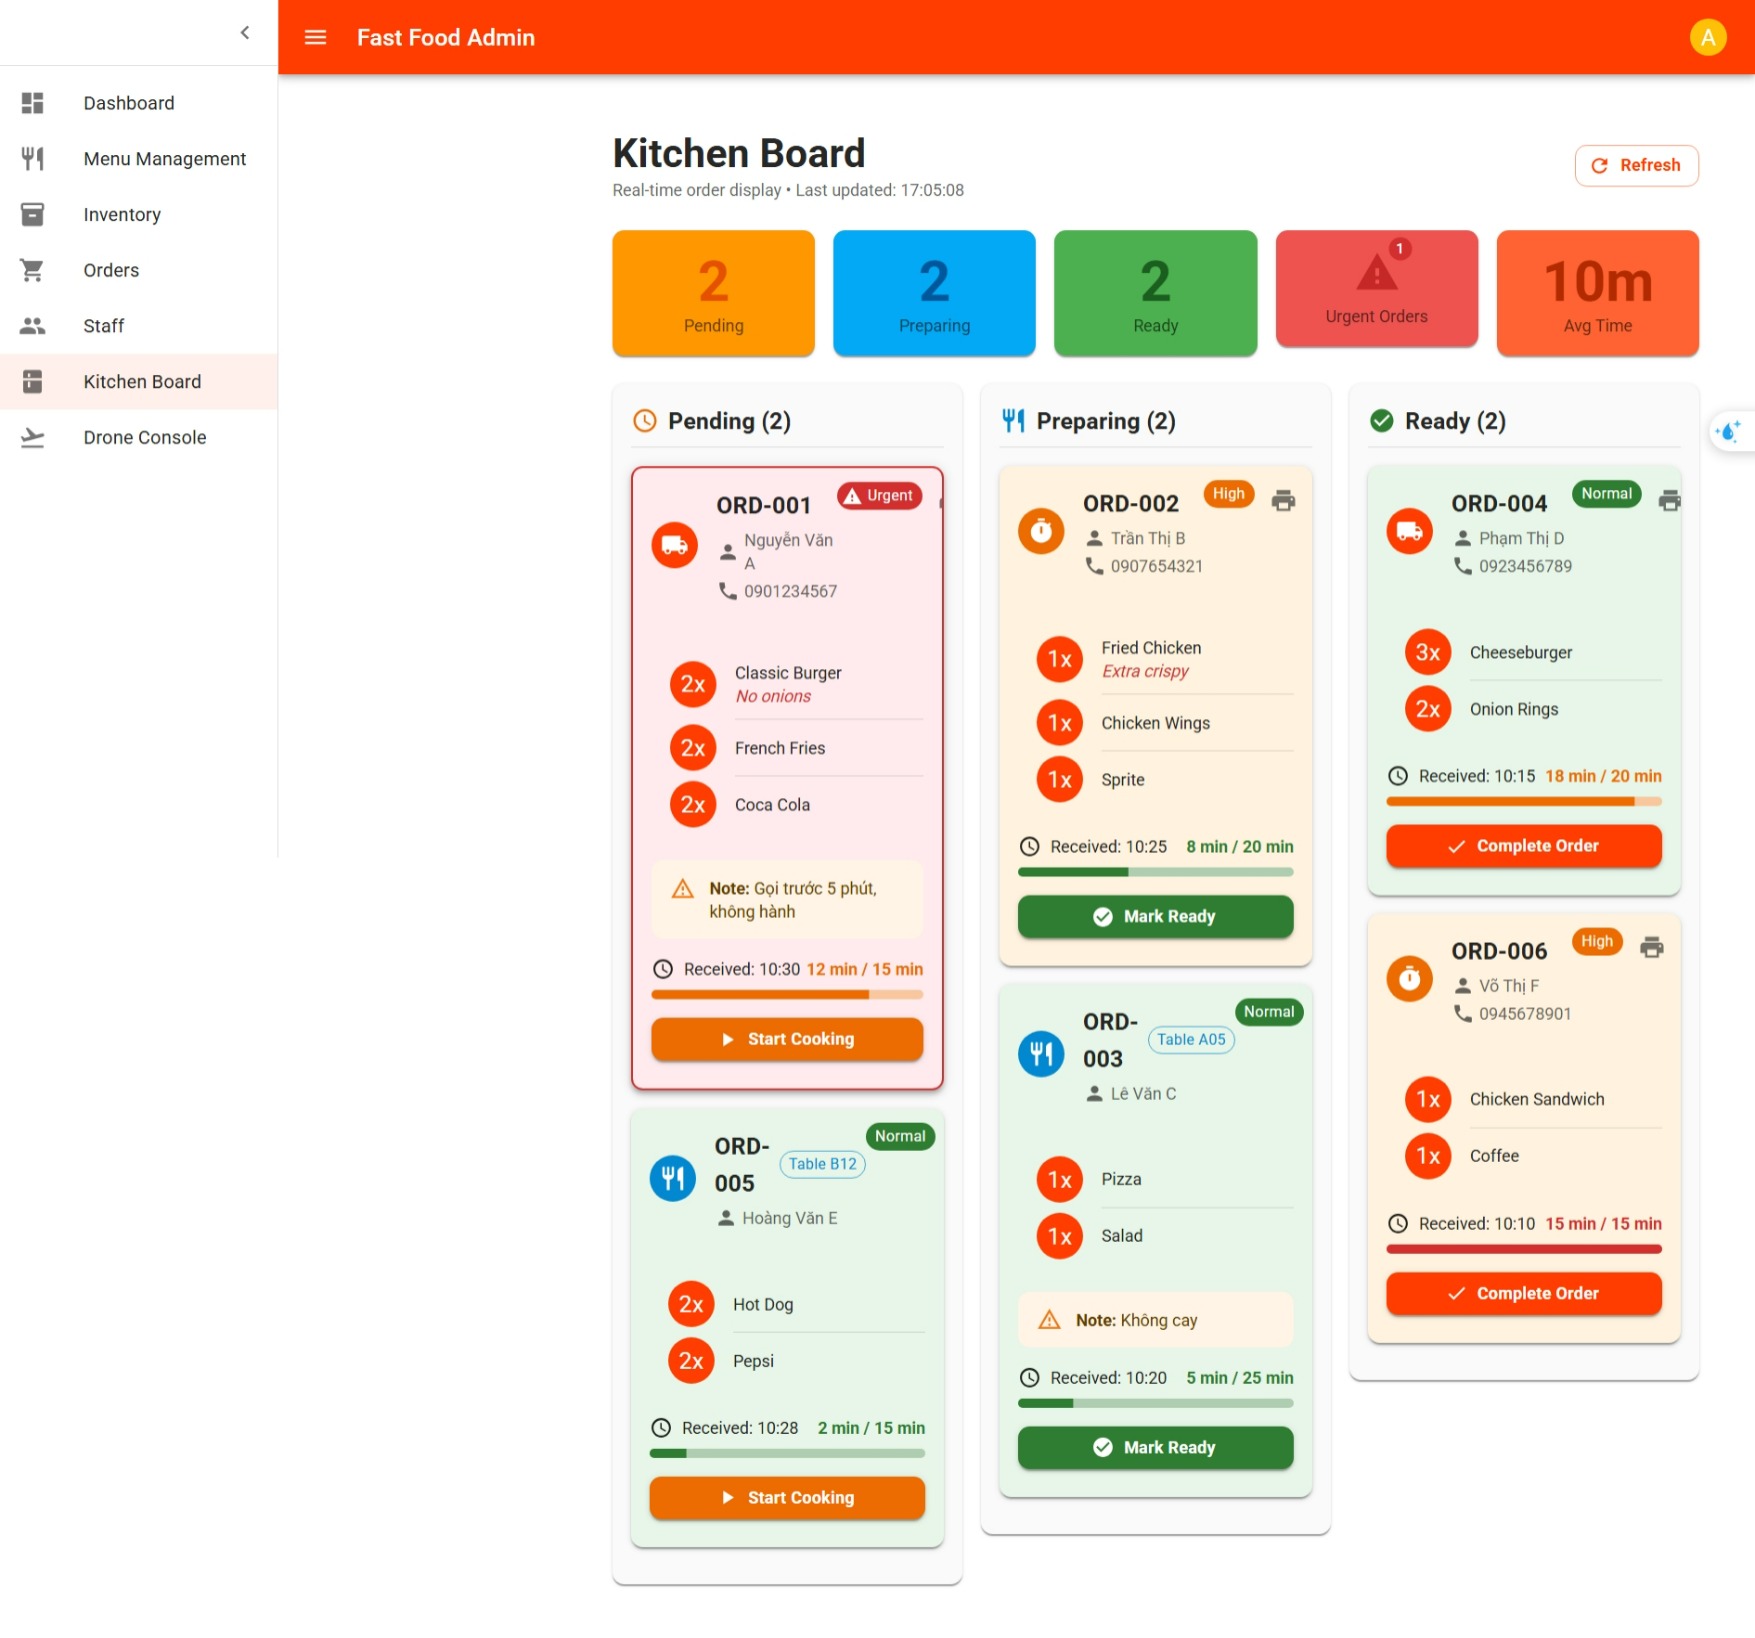 Fast Food Admin
A
Dashboard
Menu Management
Inventory
Orders
Staff
Kitchen Board
Drone Console
Kitchen Board
Real-time order display • Last updated: 17:05:08
Refresh
2
Pending
2
Preparing
2
Ready
1
Urgent Orders
10m
Avg Time
Pending (2)
ORD-001
Urgent
Nguyễn Văn
A
0901234567
2x Classic Burger
No onions
2x French Fries
2x Coca Cola
Note: Gọi trước 5 phút,
không hành
Received: 10:30 12 min / 15 min
Start Cooking
ORD-
005
Table B12
Normal
Hoàng Văn E
2x Hot Dog
2x Pepsi
Received: 10:28 2 min / 15 min
Start Cooking
Preparing (2)
ORD-002
High
Trần Thị B
0907654321
1x Fried Chicken
Extra crispy
1x Chicken Wings
1x Sprite
Received: 10:25 8 min / 20 min
Mark Ready
ORD-
003
Table A05
Normal
Lê Văn C
1x Pizza
1x Salad
Note: Không cay
Received: 10:20 5 min / 25 min
Mark Ready
Ready (2)
ORD-004
Normal
Phạm Thị D
0923456789
3x Cheeseburger
2x Onion Rings
Received: 10:15 18 min / 20 min
Complete Order
ORD-006
High
Võ Thị F
0945678901
1x Chicken Sandwich
1x Coffee
Received: 10:10 15 min / 15 min
Complete Order